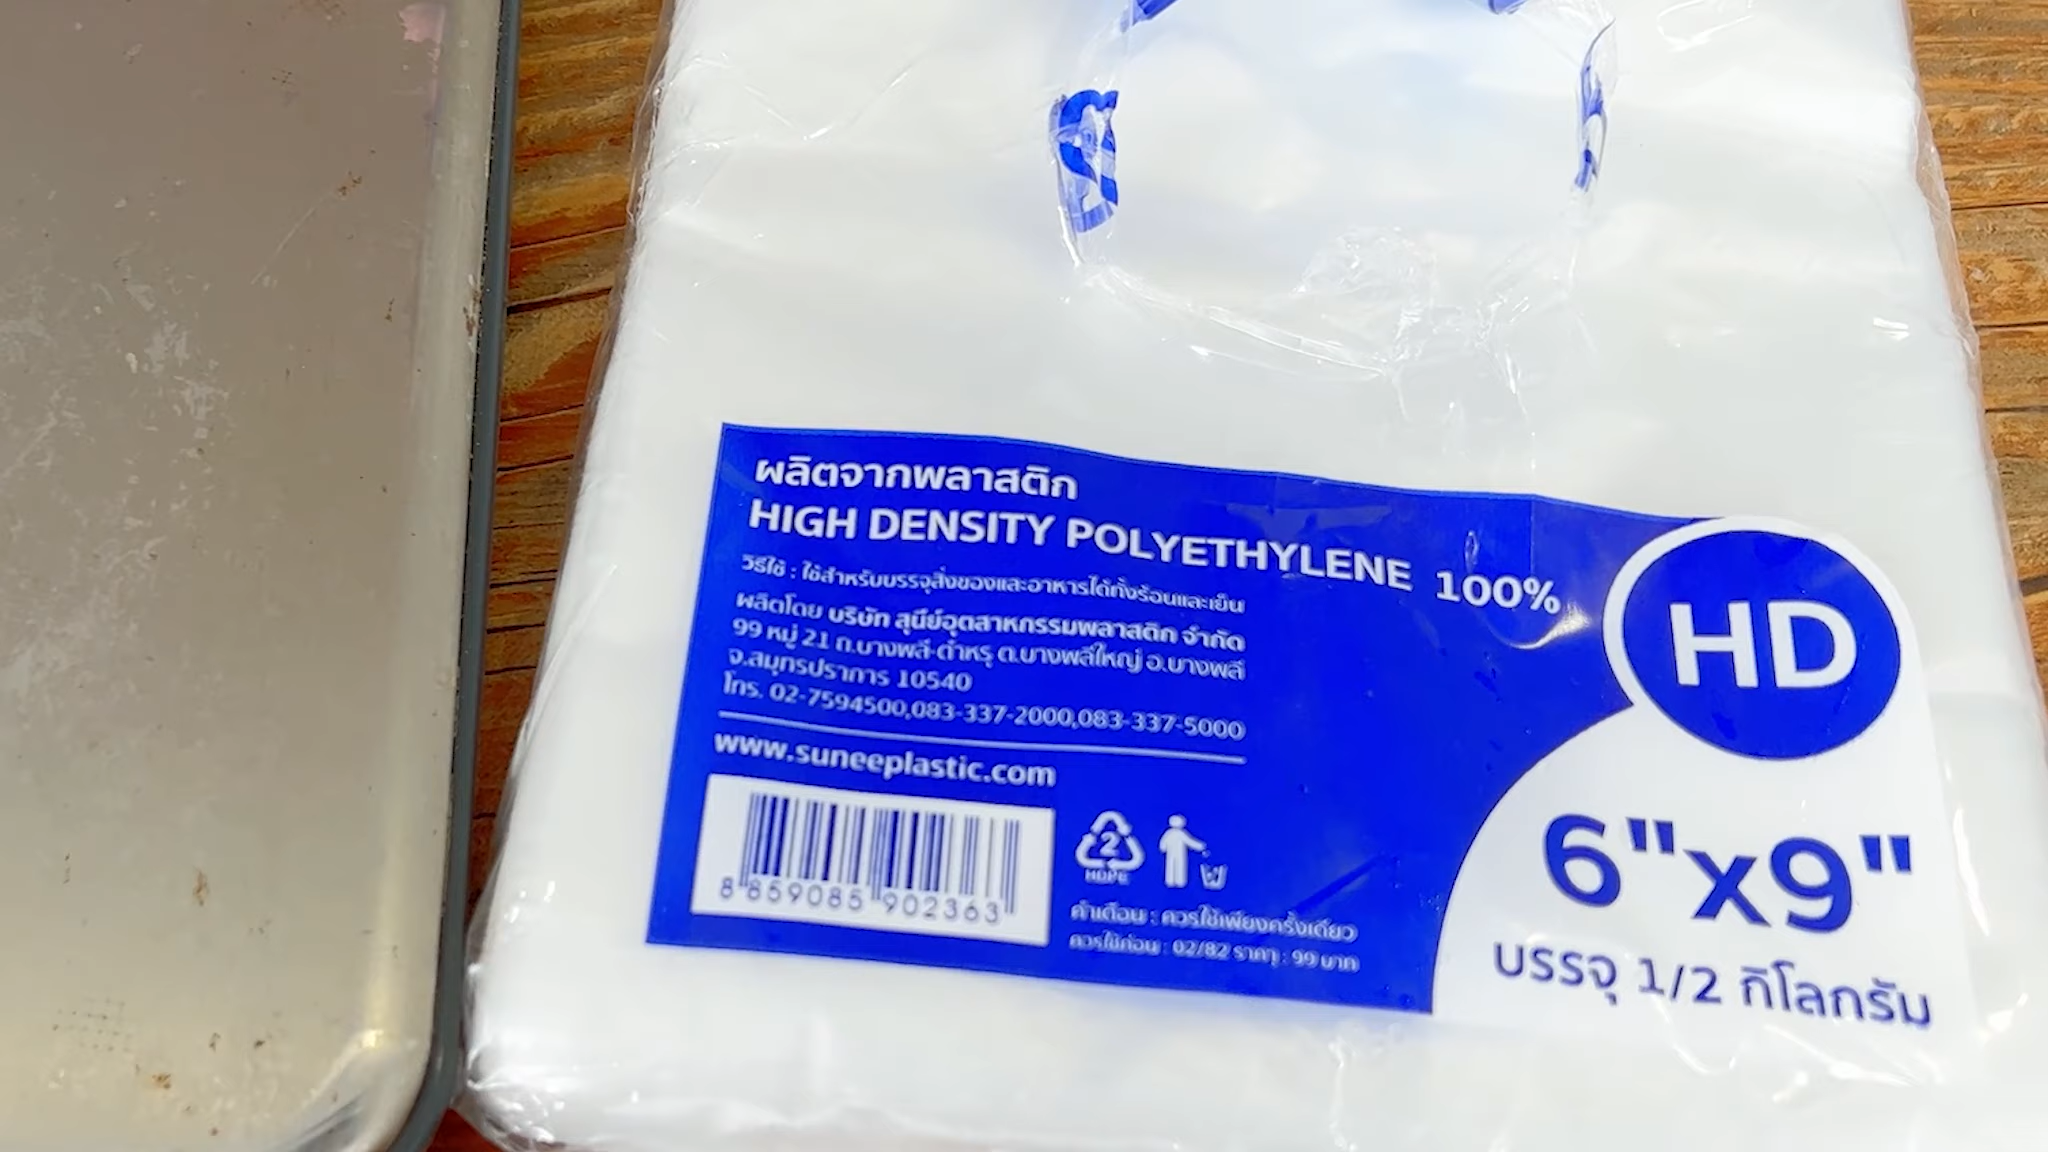 ผลิตจากพลาสติก
HIGH DENSITY POLYETHYLENE 100%
วิธีใช้ : ใช้สำหรับบรรจุสิ่งของและอาหารได้ทั้งร้อนและเย็น
ผลิตโดย บริษัท สุนีย์อุตสาหกรรมพลาสติก จำกัด
99 หมู่ 21 ถ.บางพลี-ตำหรุ ต.บางพลีใหญ่ อ.บางพลี
จ.สมุทรปราการ 10540
โทร. 02-7594500,083-337-2000,083-337-5000
www.suneeplastic.com
8 859085 902363
2
HDPE
คำเตือน : ควรใช้เพียงครั้งเดียว
ควรใช้ก่อน : 02/82 ราคา : 99 บาท
HD
6"x9"
บรรจุ 1/2 กิโลกรัม